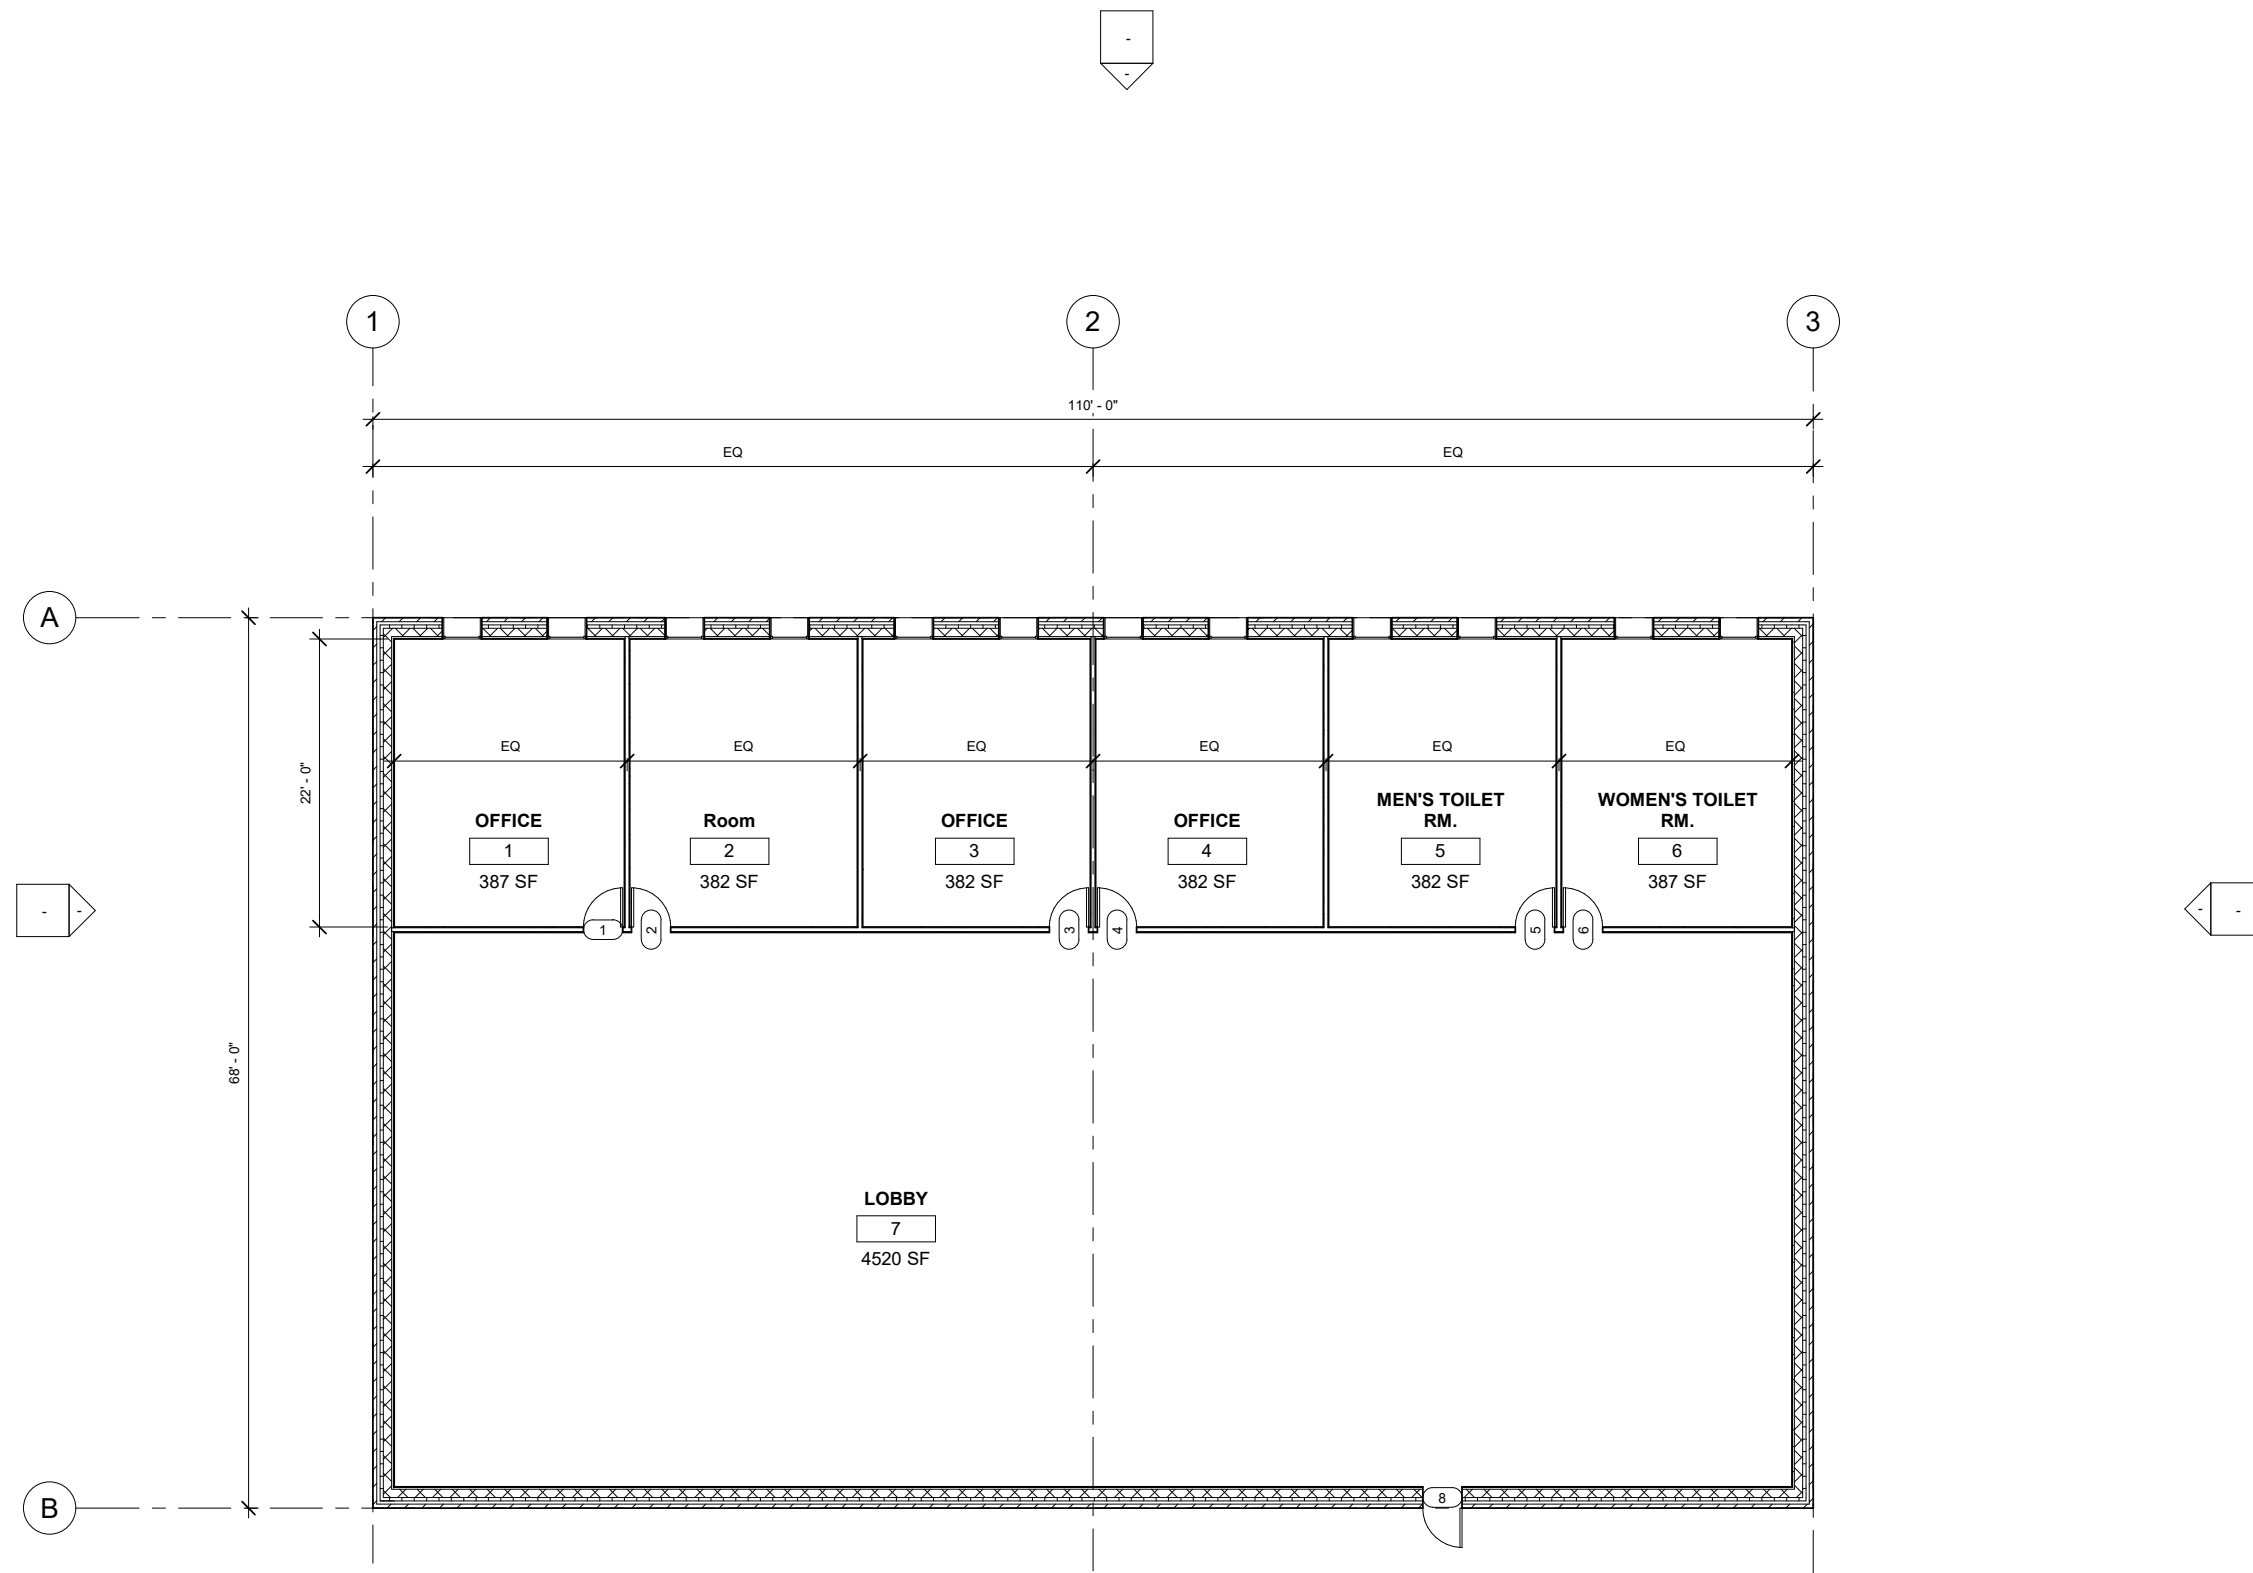 -
-
1
2
3
110' - 0"
EQ
EQ
A
EQ
EQ
EQ
EQ
EQ
EQ
22' - 0"
OFFICE
1
387 SF
Room
2
382 SF
OFFICE
3
382 SF
OFFICE
4
382 SF
MEN'S TOILET
RM.
5
382 SF
WOMEN'S TOILET
RM.
6
387 SF
-
-
-
-
1
2
3
4
5
6
68' - 0"
LOBBY
7
4520 SF
B
8